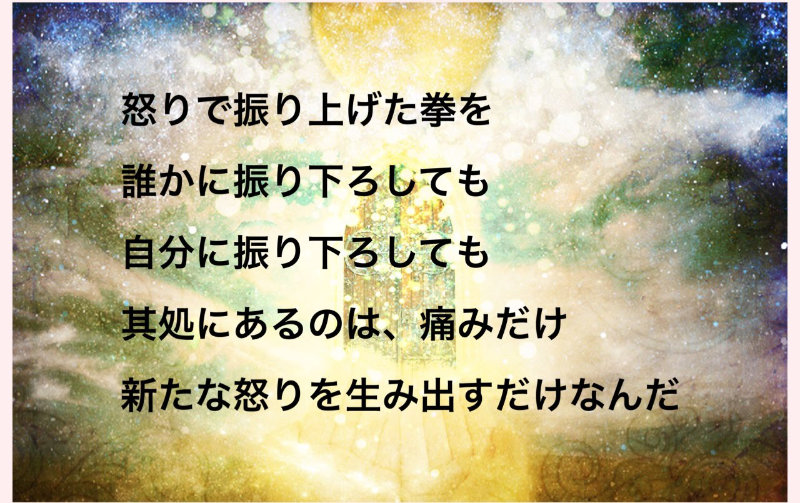 怒りで振り上げた拳を
誰かに振り下ろしても
自分に振り下ろしても
其処にあるのは、痛みだけ
新たな怒りを生み出すだけなんだ